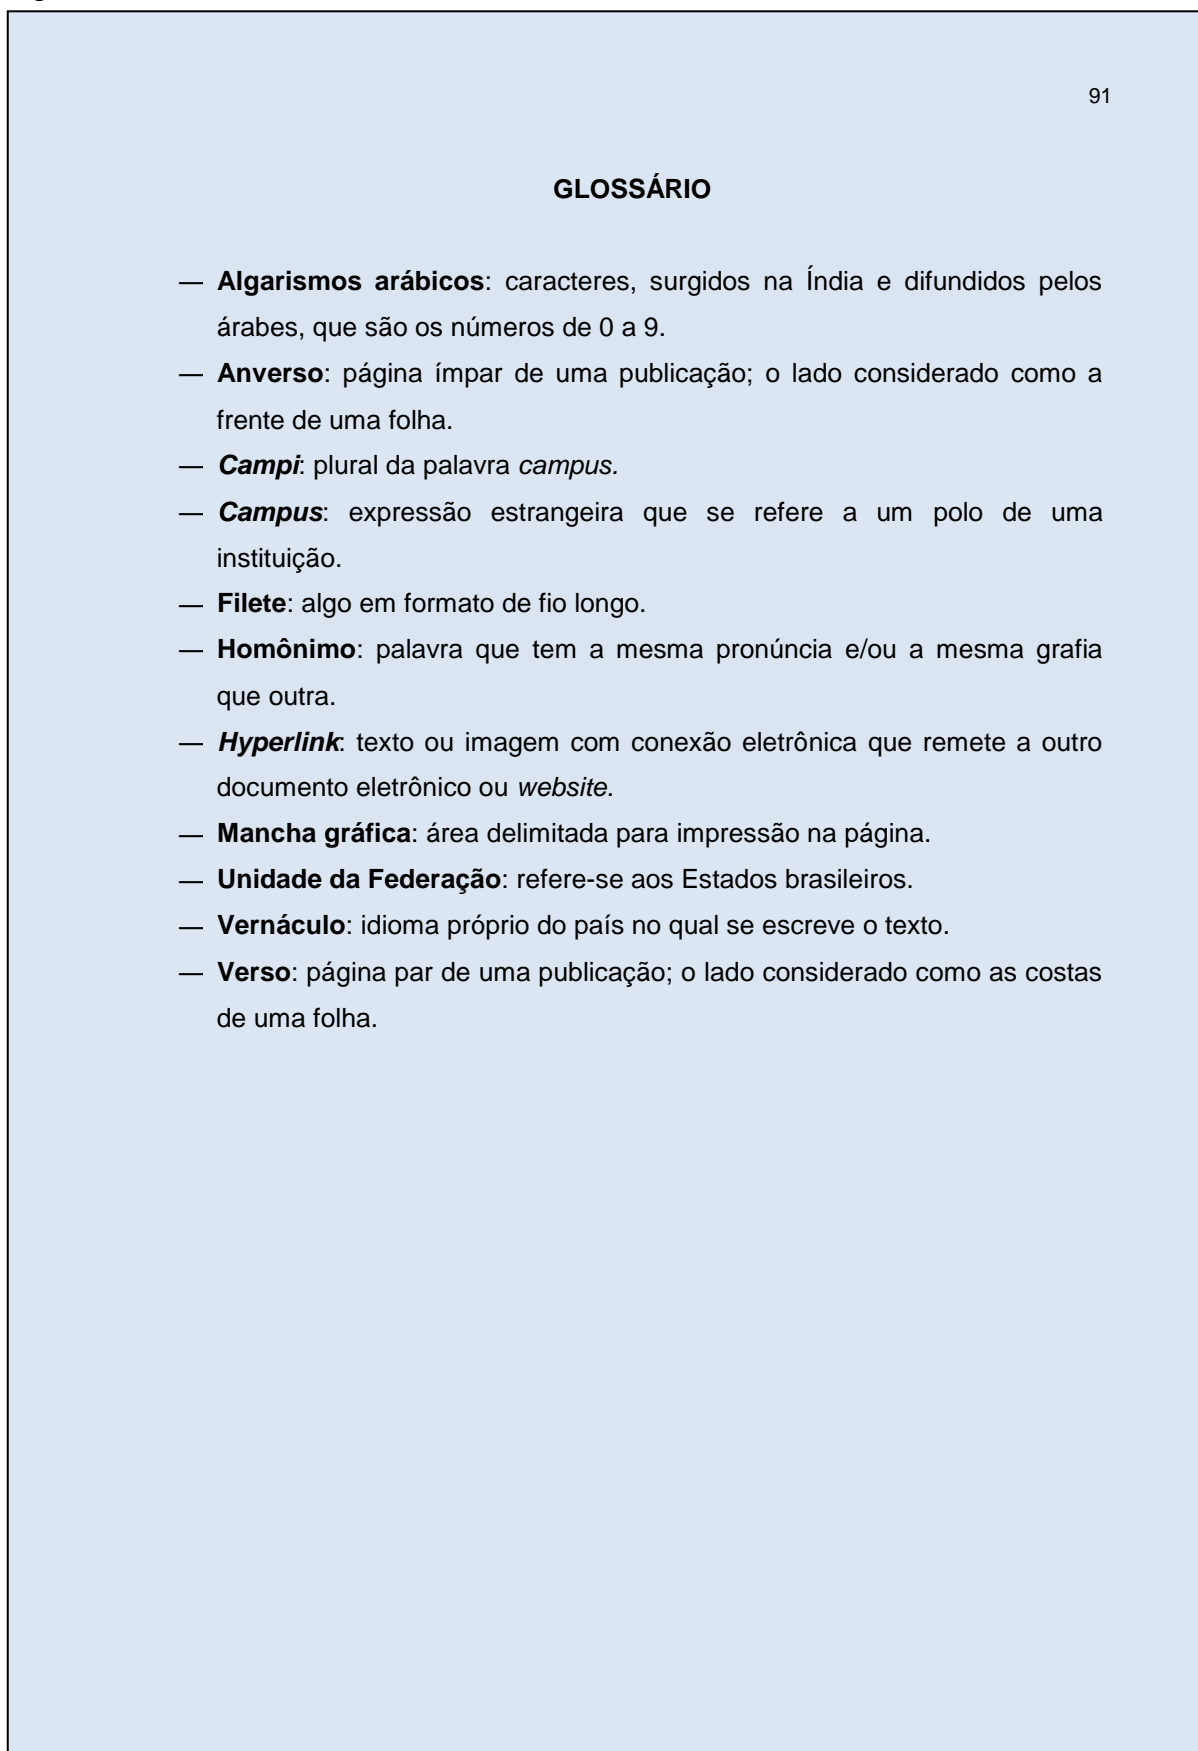 91
GLOSSÁRIO
— Algarismos arábicos: caracteres, surgidos na Índia e difundidos pelos
árabes, que são os números de 0 a 9.
— Anverso: página ímpar de uma publicação; o lado considerado como a
frente de uma folha.
— Campi: plural da palavra campus.
— Campus: expressão estrangeira que se refere a um polo de uma
instituição.
— Filete: algo em formato de fio longo.
— Homônimo: palavra que tem a mesma pronúncia e/ou a mesma grafia
que outra.
— Hyperlink: texto ou imagem com conexão eletrônica que remete a outro
documento eletrônico ou website.
— Mancha gráfica: área delimitada para impressão na página.
— Unidade da Federação: refere-se aos Estados brasileiros.
— Vernáculo: idioma próprio do país no qual se escreve o texto.
— Verso: página par de uma publicação; o lado considerado como as costas
de uma folha.